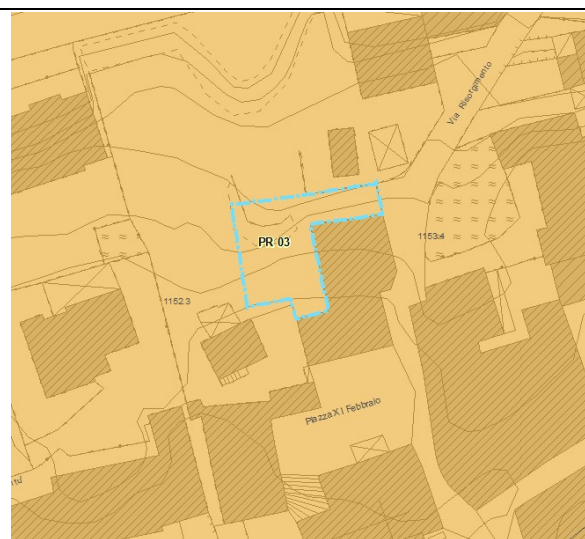 Via Risorgimento
PR 03
1153.4
1152.3
Piazza XI Febbraio